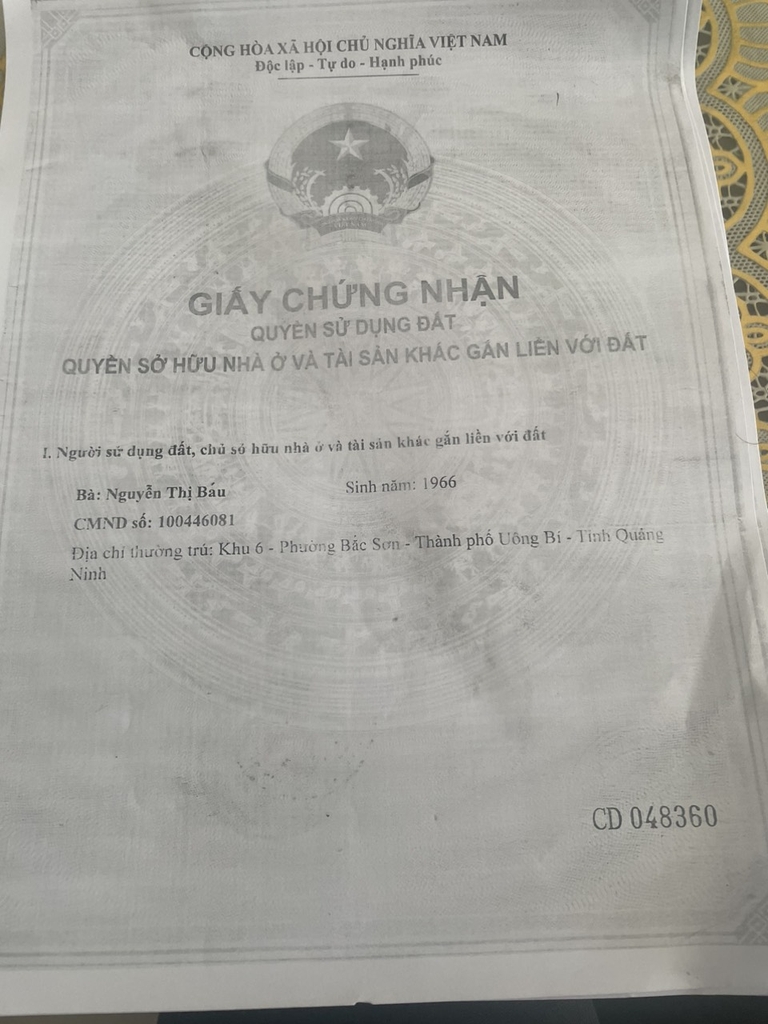 CỘNG HÒA XÃ HỘI CHỦ NGHĨA VIỆT NAM
Độc lập - Tự do - Hạnh phúc
GIẤY CHỨNG NHẬN
QUYỀN SỬ DỤNG ĐẤT
QUYỀN SỞ HỮU NHÀ Ở VÀ TÀI SẢN KHÁC GẮN LIỀN VỚI ĐẤT
I. Người sử dụng đất, chủ sở hữu nhà ở và tài sản khác gắn liền với đất
Bà: Nguyễn Thị Bấu Sinh năm: 1966
CMND số: 100446081
Địa chỉ thường trú: Khu 6 - Phường Bắc Sơn - Thành phố Uông Bí - Tỉnh Quảng
Ninh
CD 048360